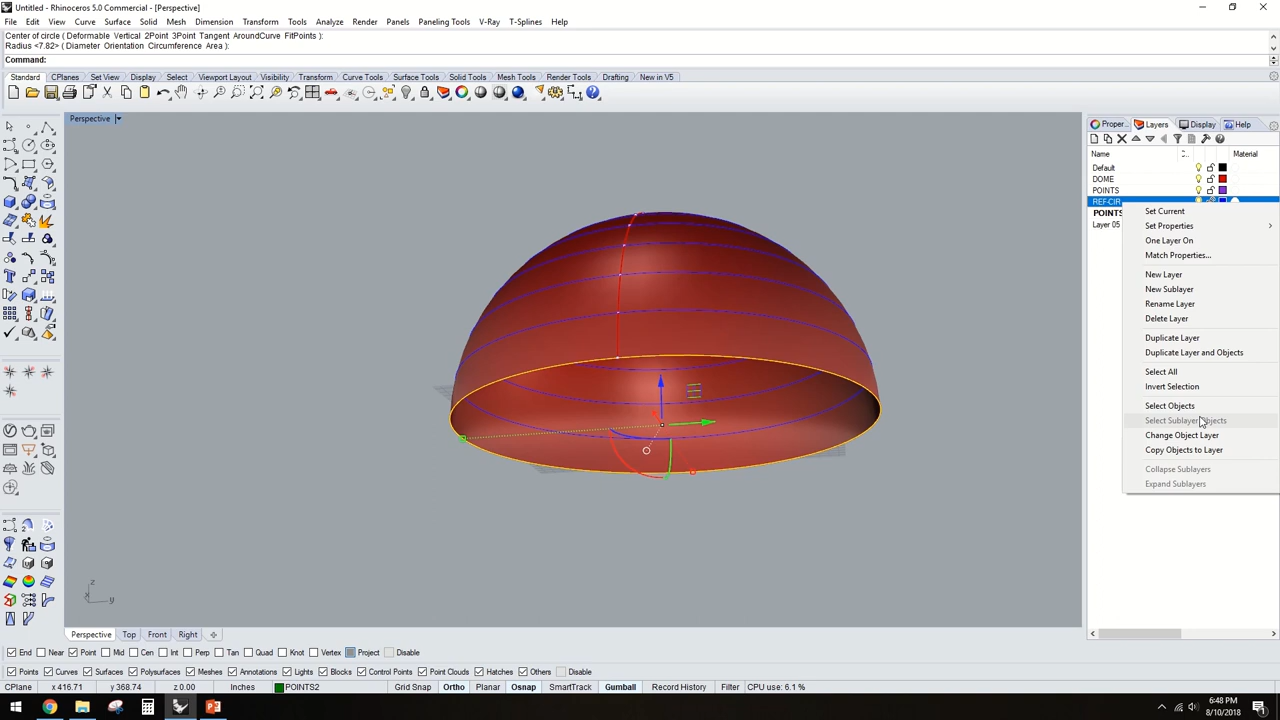 Untitled - Rhinoceros 5.0 Commercial - [Perspective]
File Edit View Curve Surface Solid Mesh Dimension Transform Tools Analyze Render Panels Paneling Tools V-Ray T-Splines Help
Center of circle ( Deformable Vertical 2Point 3Point Tangent AroundCurve FitPoints ):
Radius <7.82> ( Diameter Orientation Circumference Area ):
Command:
Standard CPlanes Set View Display Select Viewport Layout Visibility Transform Curve Tools Surface Tools Solid Tools Mesh Tools Render Tools Drafting New in V5
Perspective
Proper... Layers Display Help
Name Material
Default
DOME
POINTS
REF-CIR
POINTS
Layer 05
Set Current
Set Properties
One Layer On
Match Properties...
New Layer
New Sublayer
Rename Layer
Delete Layer
Duplicate Layer
Duplicate Layer and Objects
Select All
Invert Selection
Select Objects
Select Sublayer Objects
Change Object Layer
Copy Objects to Layer
Collapse Sublayers
Expand Sublayers
z
x y
Perspective Top Front Right
End Near Point Mid Cen Int Perp Tan Quad Knot Vertex Project Disable
Points Curves Surfaces Polysurfaces Meshes Annotations Lights Blocks Control Points Point Clouds Hatches Others Disable
CPlane x 416.71 y 368.74 z 0.00 Inches POINTS2 Grid Snap Ortho Planar Osnap SmartTrack Gumball Record History Filter CPU use: 6.1 %
6:48 PM
8/10/2018